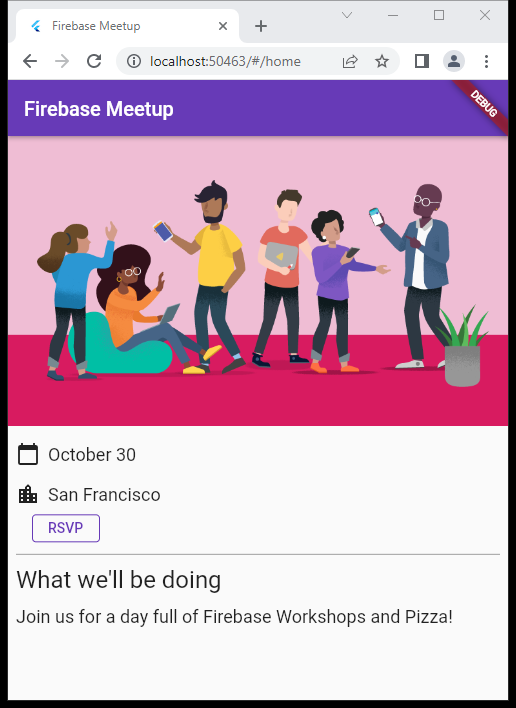 Firebase Meetup
localhost:50463/#/home
Firebase Meetup
DEBUG
October 30
San Francisco
RSVP
What we'll be doing
Join us for a day full of Firebase Workshops and Pizza!